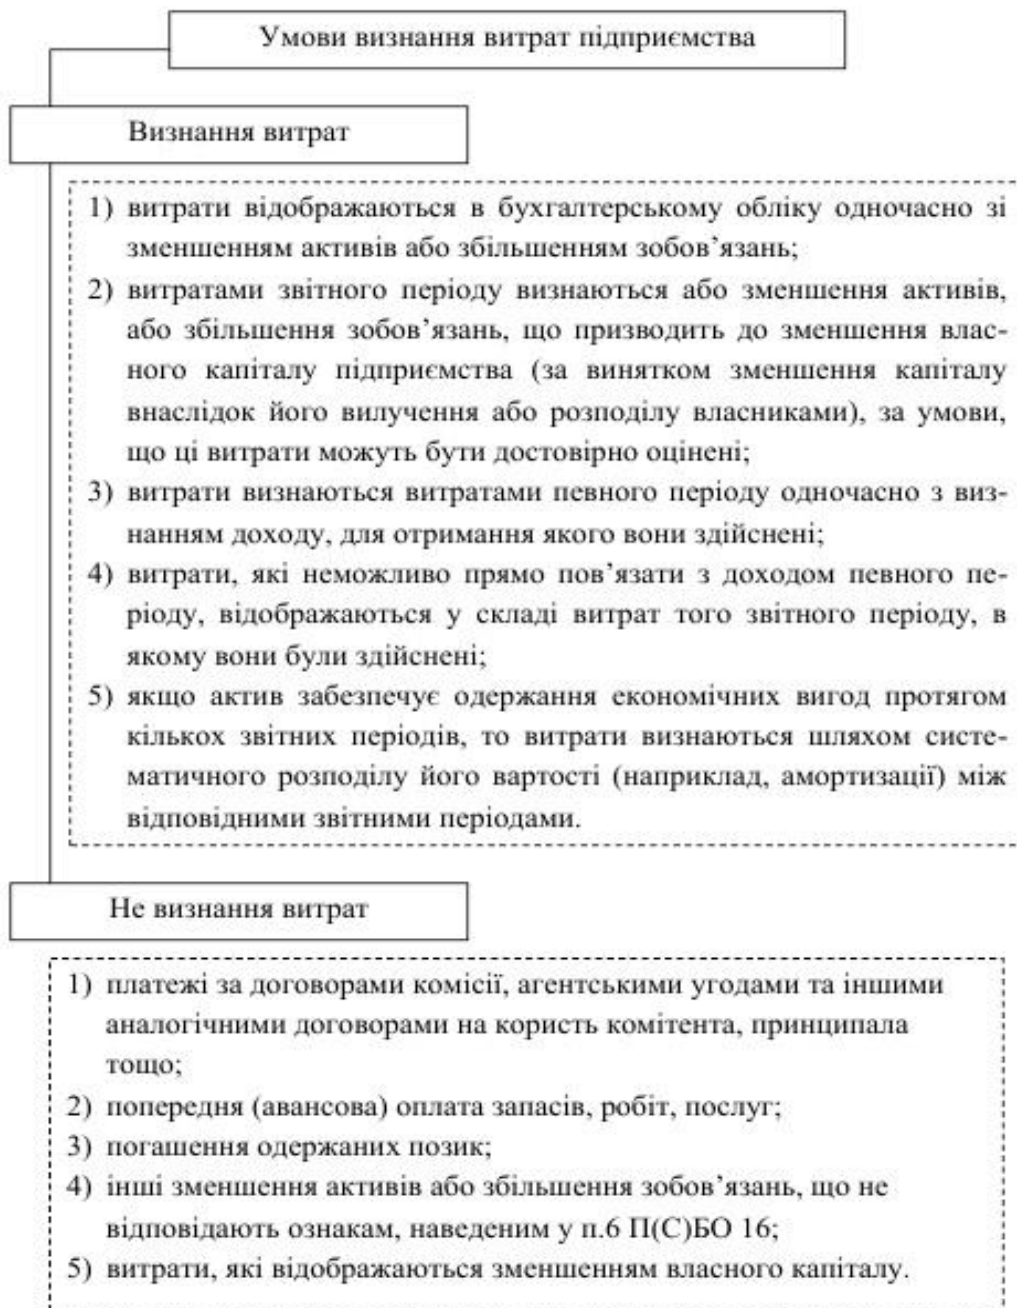 Умови визнання витрат підприємства
Визнання витрат
1) витрати відображаються в бухгалтерському обліку одночасно зі
зменшенням активів або збільшенням зобов’язань;
2) витратами звітного періоду визнаються або зменшення активів,
або збільшення зобов’язань, що призводить до зменшення влас-
ного капіталу підприємства (за винятком зменшення капіталу
внаслідок його вилучення або розподілу власниками), за умови,
що ці витрати можуть бути достовірно оцінені;
3) витрати визнаються витратами певного періоду одночасно з виз-
нанням доходу, для отримання якого вони здійснені;
4) витрати, які неможливо прямо пов’язати з доходом певного пе-
ріоду, відображаються у складі витрат того звітного періоду, в
якому вони були здійснені;
5) якщо актив забезпечує одержання економічних вигод протягом
кількох звітних періодів, то витрати визнаються шляхом систе-
матичного розподілу його вартості (наприклад, амортизації) між
відповідними звітними періодами.
Не визнання витрат
1) платежі за договорами комісії, агентськими угодами та іншими
аналогічними договорами на користь комітента, принципала
тощо;
2) попередня (авансова) оплата запасів, робіт, послуг;
3) погашення одержаних позик;
4) інші зменшення активів або збільшення зобов’язань, що не
відповідають ознакам, наведеним у п.6 П(С)БО 16;
5) витрати, які відображаються зменшенням власного капіталу.